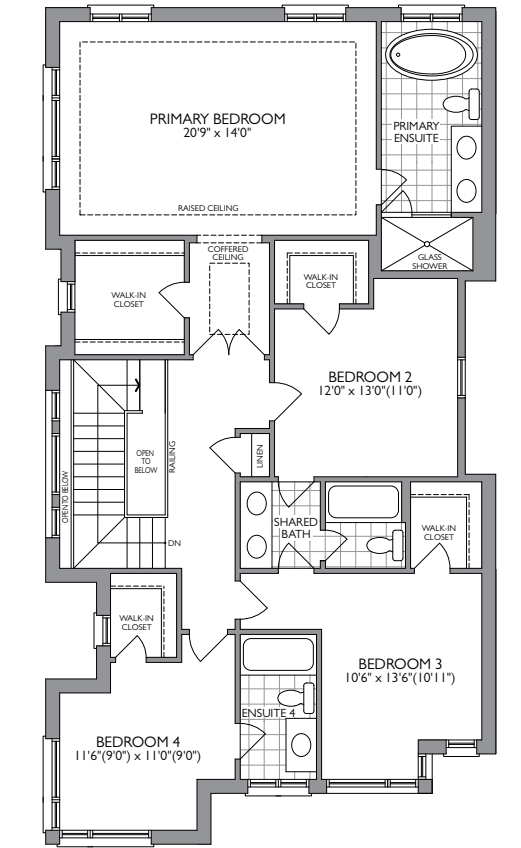 PRIMARY BEDROOM
20'9" x 14'0"
RAISED CEILING
PRIMARY
ENSUITE
GLASS
SHOWER
COFFERED
CEILING
WALK-IN
CLOSET
WALK-IN
CLOSET
BEDROOM 2
12'0" x 13'0"(11'0")
OPEN TO BELOW
OPEN
TO
BELOW
RAILING
LINEN
DN
SHARED
BATH
WALK-IN
CLOSET
WALK-IN
CLOSET
BEDROOM 3
10'6" x 13'6"(10'11")
ENSUITE 4
BEDROOM 4
11'6"(9'0") x 11'0"(9'0")